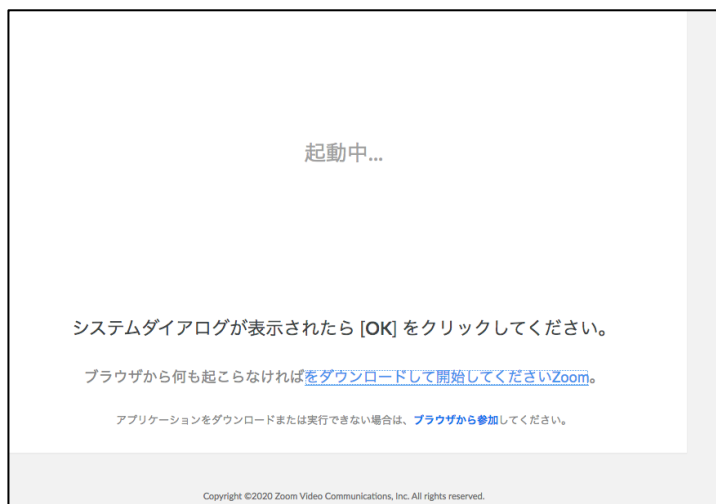 起動中...
システムダイアログが表示されたら [OK] をクリックしてください。
ブラウザから何も起こらなければをダウンロードして開始してくださいZoom。
アプリケーションをダウンロードまたは実行できない場合は、ブラウザから参加してください。
Copyright ©2020 Zoom Video Communications, Inc. All rights reserved.